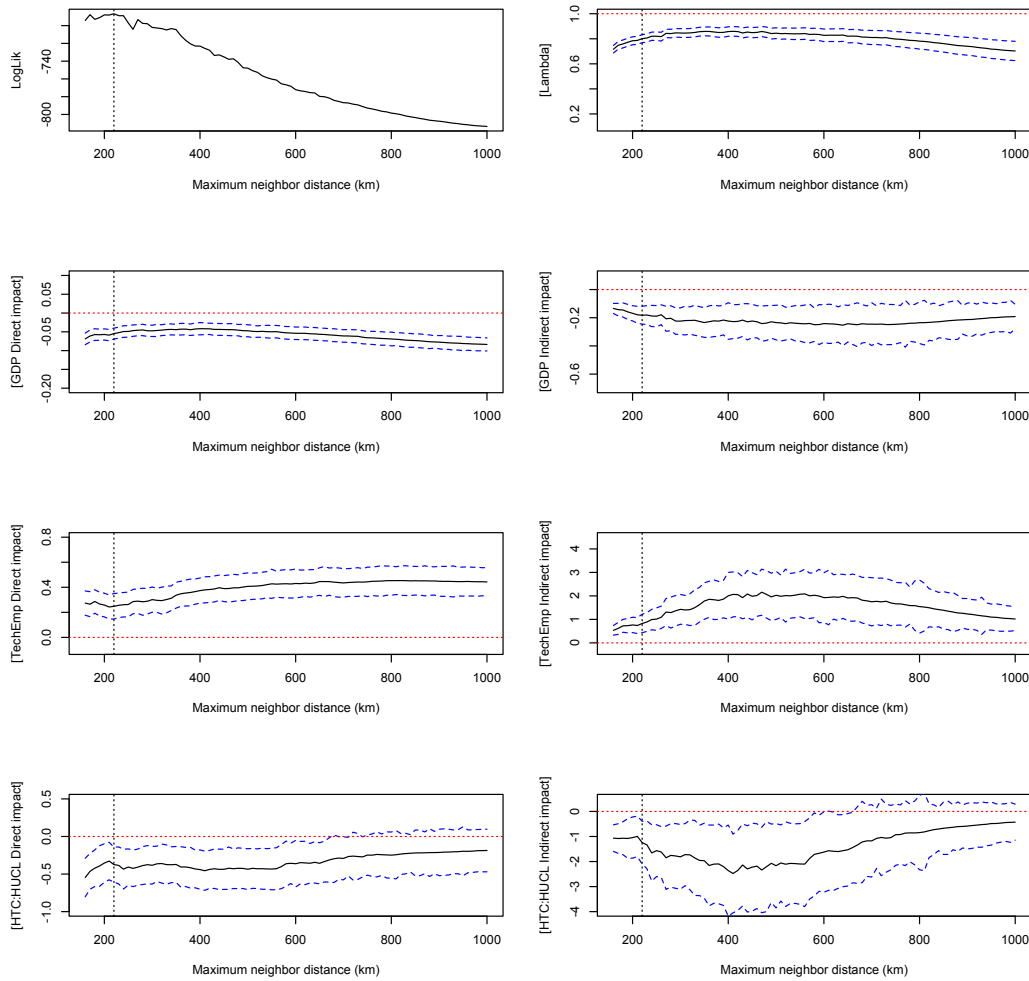 LogLik
-740
-800
200 400 600 800 1000
Maximum neighbor distance (km)
[Lambda]
1.0
0.6
0.2
200 400 600 800 1000
Maximum neighbor distance (km)
[GDP Direct impact]
0.05
-0.05
-0.20
200 400 600 800 1000
Maximum neighbor distance (km)
[GDP Indirect impact]
-0.2
-0.6
200 400 600 800 1000
Maximum neighbor distance (km)
[TechEmp Direct impact]
0.8
0.4
0.0
200 400 600 800 1000
Maximum neighbor distance (km)
[TechEmp Indirect impact]
4
3
2
1
0
200 400 600 800 1000
Maximum neighbor distance (km)
[HTC:HUCL Direct impact]
0.5
0.0
-0.5
-1.0
200 400 600 800 1000
Maximum neighbor distance (km)
[HTC:HUCL Indirect impact]
0
-1
-2
-3
-4
200 400 600 800 1000
Maximum neighbor distance (km)